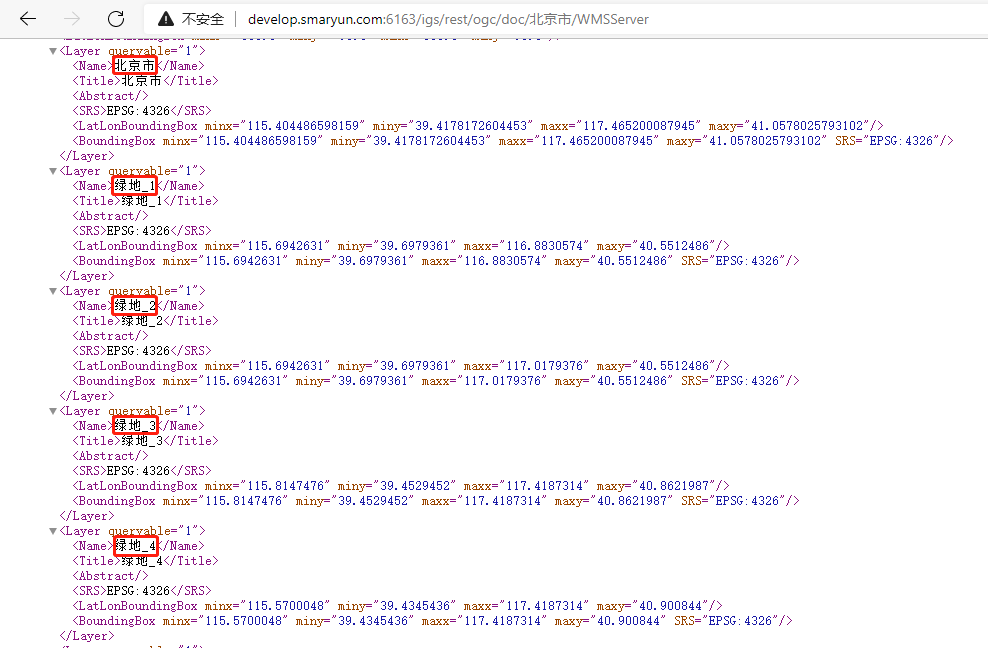 不安全 develop.smaryun.com:6163/igs/rest/ogc/doc/北京市/WMSServer
<Layer queryable="1">
<Name>北京市</Name>
<Title>北京市</Title>
<Abstract/>
<SRS>EPSG:4326</SRS>
<LatLonBoundingBox minx="115.404486598159" miny="39.4178172604453" maxx="117.465200087945" maxy="41.0578025793102"/>
<BoundingBox minx="115.404486598159" miny="39.4178172604453" maxx="117.465200087945" maxy="41.0578025793102" SRS="EPSG:4326"/>
</Layer>
<Layer queryable="1">
<Name>绿地_1</Name>
<Title>绿地_1</Title>
<Abstract/>
<SRS>EPSG:4326</SRS>
<LatLonBoundingBox minx="115.6942631" miny="39.6979361" maxx="116.8830574" maxy="40.5512486"/>
<BoundingBox minx="115.6942631" miny="39.6979361" maxx="116.8830574" maxy="40.5512486" SRS="EPSG:4326"/>
</Layer>
<Layer queryable="1">
<Name>绿地_2</Name>
<Title>绿地_2</Title>
<Abstract/>
<SRS>EPSG:4326</SRS>
<LatLonBoundingBox minx="115.6942631" miny="39.6979361" maxx="117.0179376" maxy="40.5512486"/>
<BoundingBox minx="115.6942631" miny="39.6979361" maxx="117.0179376" maxy="40.5512486" SRS="EPSG:4326"/>
</Layer>
<Layer queryable="1">
<Name>绿地_3</Name>
<Title>绿地_3</Title>
<Abstract/>
<SRS>EPSG:4326</SRS>
<LatLonBoundingBox minx="115.8147476" miny="39.4529452" maxx="117.4187314" maxy="40.8621987"/>
<BoundingBox minx="115.8147476" miny="39.4529452" maxx="117.4187314" maxy="40.8621987" SRS="EPSG:4326"/>
</Layer>
<Layer queryable="1">
<Name>绿地_4</Name>
<Title>绿地_4</Title>
<Abstract/>
<SRS>EPSG:4326</SRS>
<LatLonBoundingBox minx="115.5700048" miny="39.4345436" maxx="117.4187314" maxy="40.900844"/>
<BoundingBox minx="115.5700048" miny="39.4345436" maxx="117.4187314" maxy="40.900844" SRS="EPSG:4326"/>
</Layer>